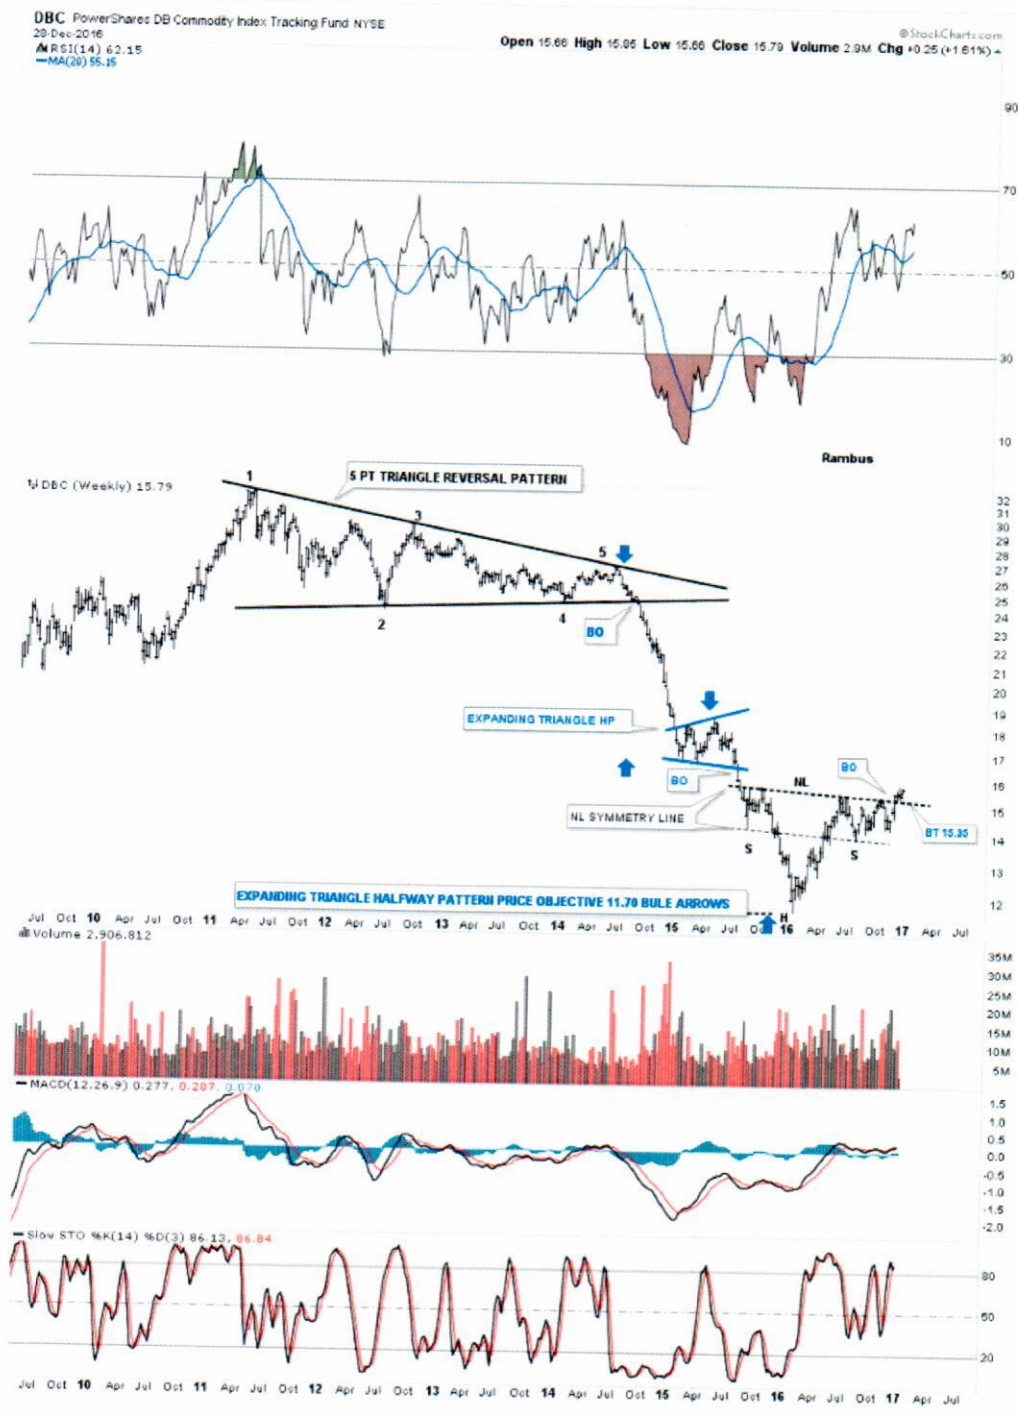 DBC PowerShares DB Commodity Index Tracking Fund NYSE
©StockCharts.com
28-Dec-2016
Open 15.66 High 15.85 Low 15.66 Close 15.79 Volume 2.9M Chg +0.25 (+1.61%)
RSI(14) 62.15
MA(20) 55.15
90
70
50
30
10
Rambus
DBC (Weekly) 15.79
1
5 PT TRIANGLE REVERSAL PATTERN
3
5
2
4
BO
EXPANDING TRIANGLE HP
BO
NL
BO
NL SYMMETRY LINE
BT 15.35
S
S
EXPANDING TRIANGLE HALFWAY PATTERN PRICE OBJECTIVE 11.70 BULE ARROWS
H
32
31
30
29
28
27
26
25
24
23
22
21
20
19
18
17
16
15
14
13
12
Jul Oct 10 Apr Jul Oct 11 Apr Jul Oct 12 Apr Jul Oct 13 Apr Jul Oct 14 Apr Jul Oct 15 Apr Jul Oct 16 Apr Jul Oct 17 Apr Jul
Volume 2,906,812
35M
30M
25M
20M
15M
10M
5M
MACD(12,26,9) 0.277, 0.207, 0.070
1.5
1.0
0.5
0.0
-0.5
-1.0
-1.5
-2.0
Slow STO %K(14) %D(3) 86.13, 86.84
80
50
20
Jul Oct 10 Apr Jul Oct 11 Apr Jul Oct 12 Apr Jul Oct 13 Apr Jul Oct 14 Apr Jul Oct 15 Apr Jul Oct 16 Apr Jul Oct 17 Apr Jul